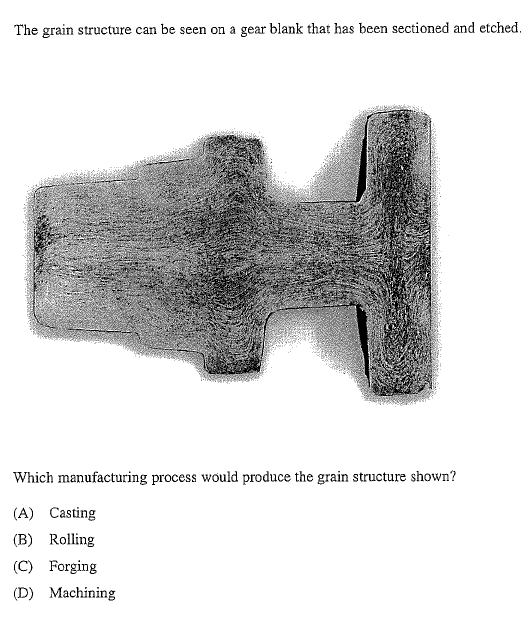 The grain structure can be seen on a gear blank that has been sectioned and etched.
Which manufacturing process would produce the grain structure shown?
(A) Casting
(B) Rolling
(C) Forging
(D) Machining